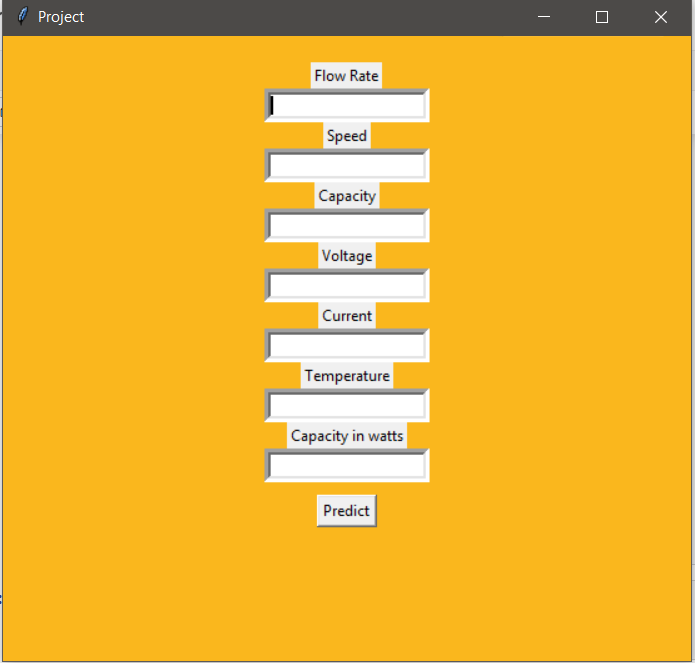 Project
Flow Rate
Speed
Capacity
Voltage
Current
Temperature
Capacity in watts
Predict